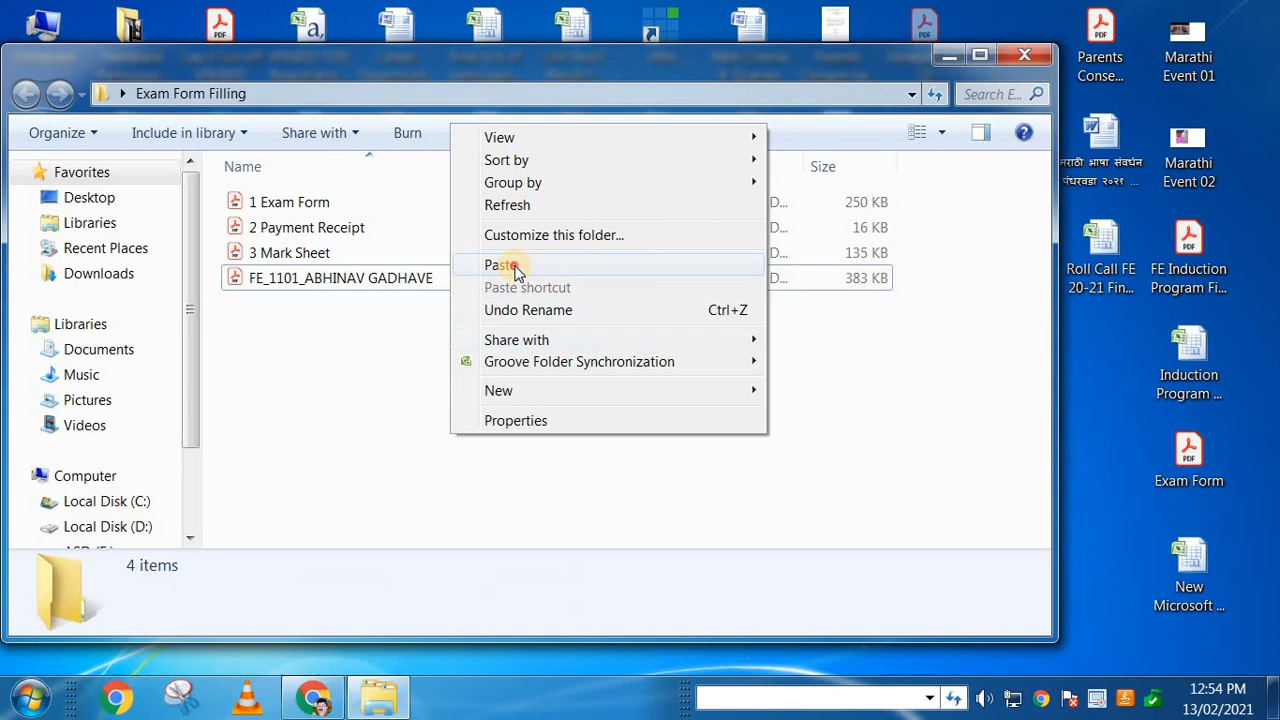 Exam Form Filling
Search E...
Organize
Include in library
Share with
Burn
Name
Size
Favorites
Desktop
Libraries
Recent Places
Downloads
Libraries
Documents
Music
Pictures
Videos
Computer
Local Disk (C:)
Local Disk (D:)
1 Exam Form
D...
250 KB
2 Payment Receipt
16 KB
3 Mark Sheet
135 KB
FE_1101_ABHINAV GADHAVE
D...
383 KB
View
Sort by
Group by
Refresh
Customize this folder...
Paste
Paste shortcut
Undo Rename
Ctrl+Z
Share with
Groove Folder Synchronization
New
Properties
4 items
Parents
Conse...
Marathi
Event 01
मराठी भाषा संवर्धन
पंधरवडा २०२१ ...
Marathi
Event 02
Roll Call FE
20-21 Fin...
FE Induction
Program Fi...
Induction
Program ...
Exam Form
New
Microsoft ...
12:54 PM
13/02/2021